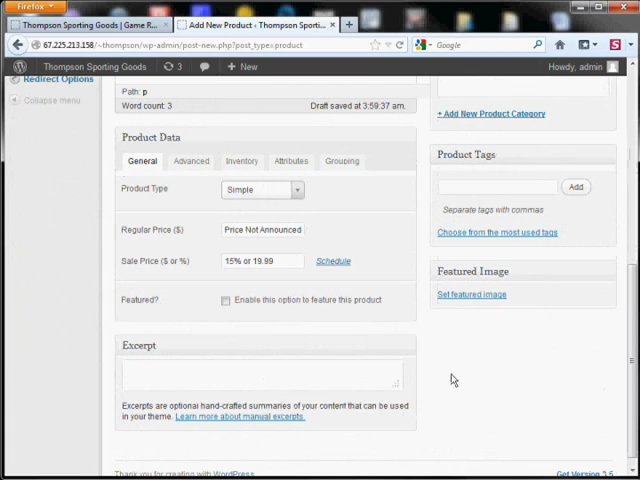 Firefox
Thompson Sporting Goods | Game R...
Add New Product ‹ Thompson Sporti...
67.225.213.158/~thompson/wp-admin/post-new.php?post_type=product
Google
Thompson Sporting Goods
3
+ New
Howdy, admin
Redirect Options
Collapse menu
Path: p
Word count: 3
Draft saved at 3:59:37 am.
+ Add New Product Category
Product Data
General
Advanced
Inventory
Attributes
Grouping
Product Type
Simple
Regular Price ($)
Price Not Announced
Sale Price ($ or %)
15% or 19.99
Schedule
Featured?
Enable this option to feature this product
Product Tags
Add
Separate tags with commas
Choose from the most used tags
Featured Image
Set featured image
Excerpt
Excerpts are optional hand-crafted summaries of your content that can be used
in your theme. Learn more about manual excerpts.
Thank you for creating with WordPress.
Get Version 3.5